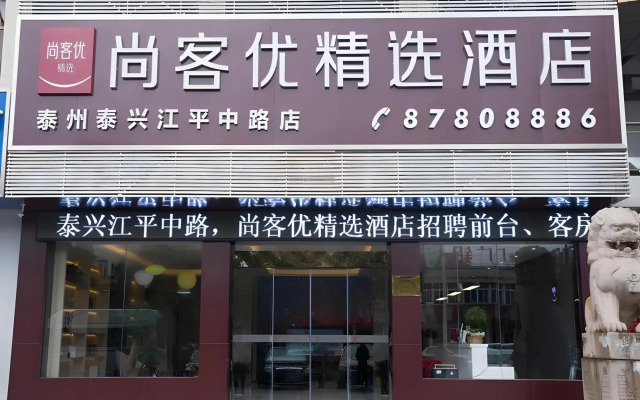 尚客优
精选
尚客优精选酒店
泰州泰兴江平中路店
87808886
泰兴江平中路，尚客优精选酒店招聘前台、客房